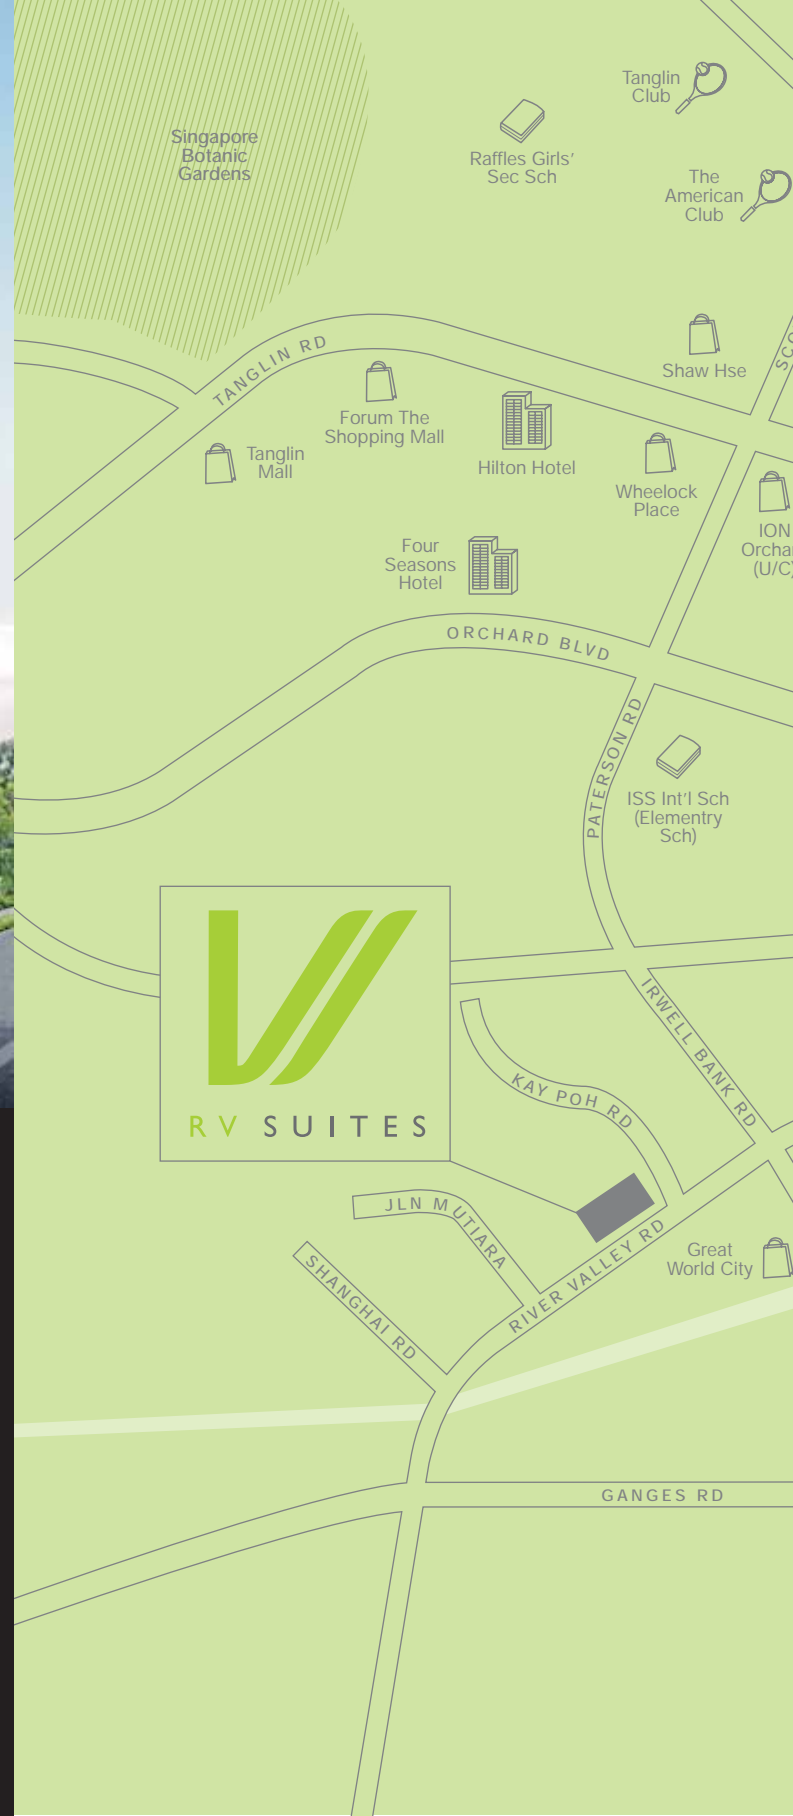 Tanglin
Club
Singapore
Botanic
Gardens
Raffles Girls'
Sec Sch
The
American
Club
TANGLIN RD
Shaw Hse
Forum The
Shopping Mall
Tanglin
Mall
Hilton Hotel
Wheelock
Place
ION
(U/C)
Four
Seasons
Hotel
ORCHARD BLVD
PATERSON RD
ISS Int'l Sch
(Elementry
Sch)
IRWELL BANK RD
KAY POH RD
RV SUITES
JLN MUTIARA
RIVER VALLEY RD
Great
World City
SHANGHAI RD
GANGES RD